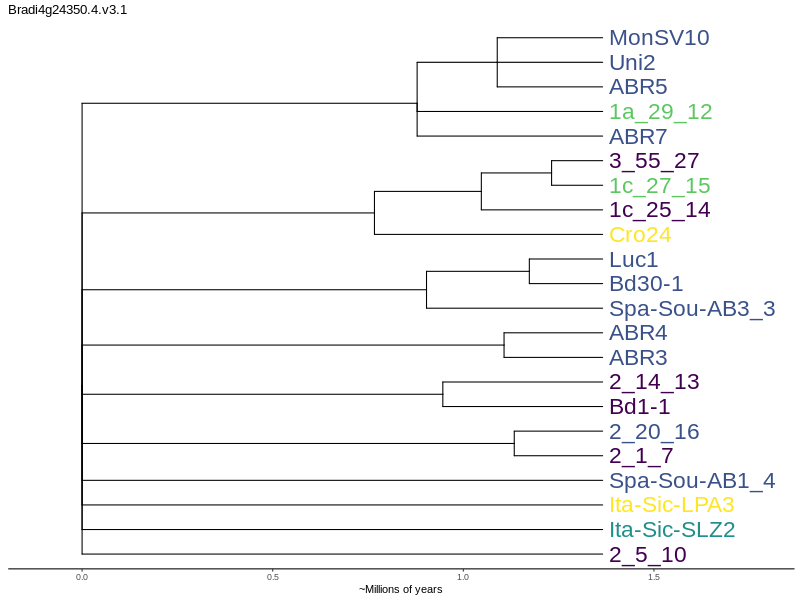 Bradi4g24350.4.v3.1
MonSV10
Uni2
ABR5
1a_29_12
ABR7
3_55_27
1c_27_15
1c_25_14
Cro24
Luc1
Bd30-1
Spa-Sou-AB3_3
ABR4
ABR3
2_14_13
Bd1-1
2_20_16
2_1_7
Spa-Sou-AB1_4
Ita-Sic-LPA3
Ita-Sic-SLZ2
2_5_10
0.0 0.5 1.0 1.5
~Millions of years